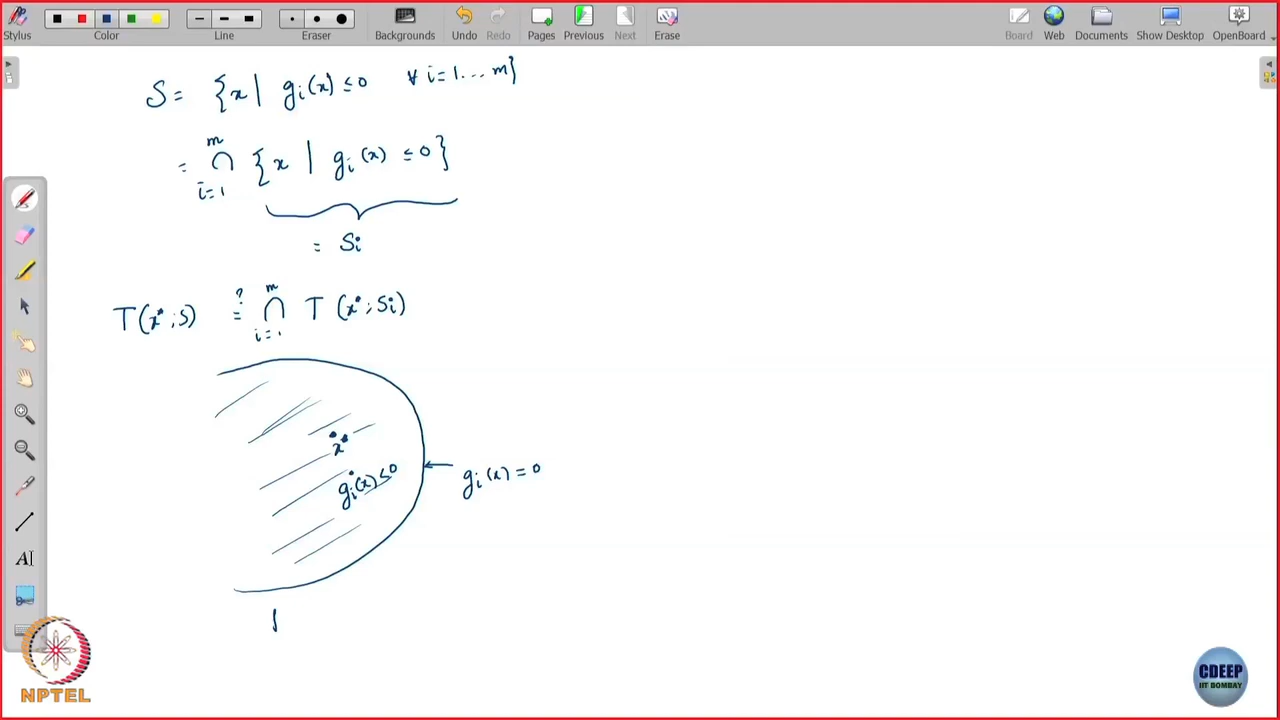 Stylus Color Line Eraser Backgrounds Undo Redo Pages Previous Next Erase Board Web Documents Show Desktop OpenBoard
S = {x | gᵢ(x) ≤ 0 ∀ i = 1 ... m}
= ∩ᵢ₌₁ᵐ {x | gᵢ(x) ≤ 0}
= Sᵢ
T(x*; S) ≟ ∩ᵢ₌₁ᵐ T(x*; Sᵢ)
x*
gᵢ(x) ≤ 0
gᵢ(x) = 0
NPTEL
CDEEP
IIT BOMBAY